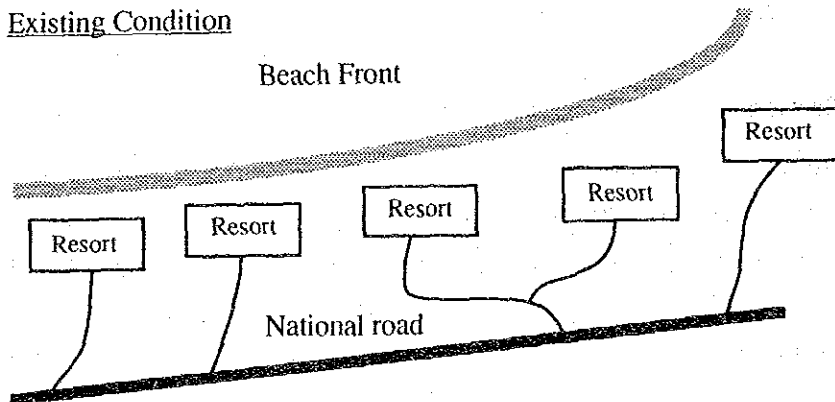 Existing Condition
Beach Front
Resort
Resort
Resort
Resort
Resort
National road